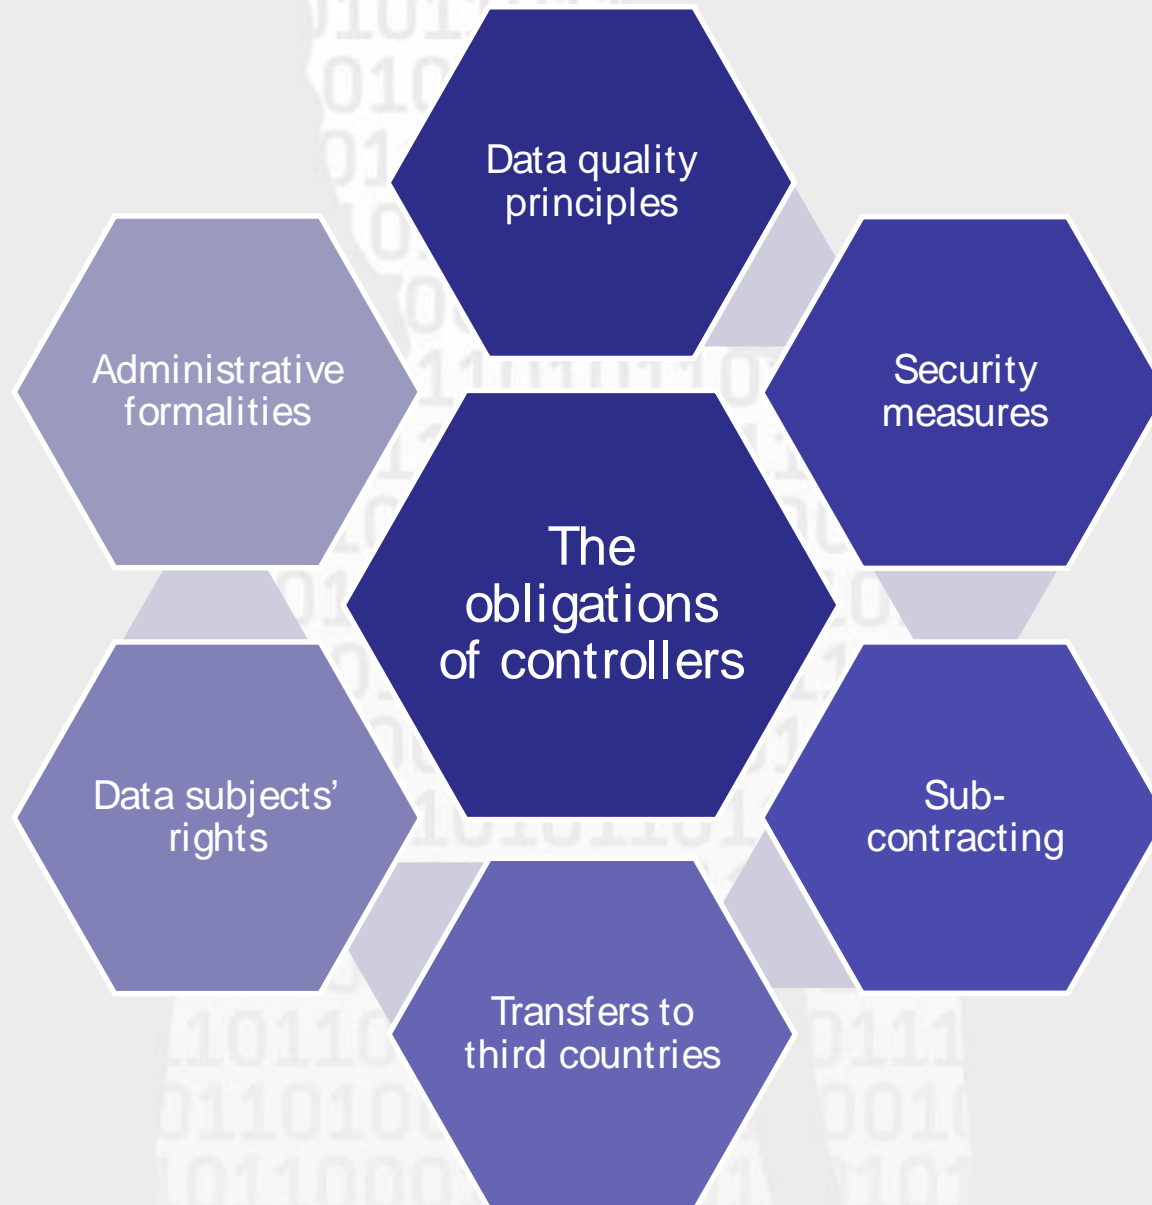 Data quality
principles
Security
measures
Sub-
contracting
Transfers to
third countries
Data subjects’
rights
Administrative
formalities
The
obligations
of controllers